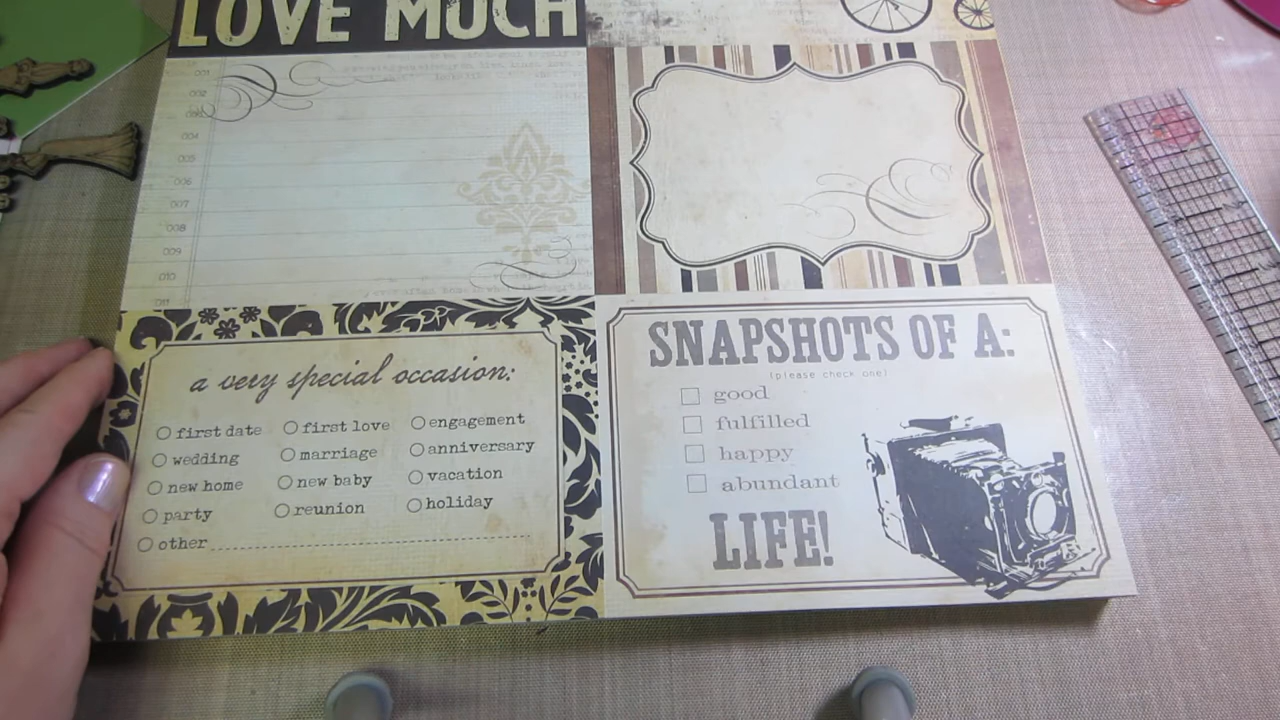 LOVE MUCH
001
002
003
004
005
006
007
008
009
010
011
a very special occasion:
first date first love engagement
wedding marriage anniversary
new home new baby vacation
party reunion holiday
other
SNAPSHOTS OF A:
(please check one)
good
fulfilled
happy
abundant
LIFE!